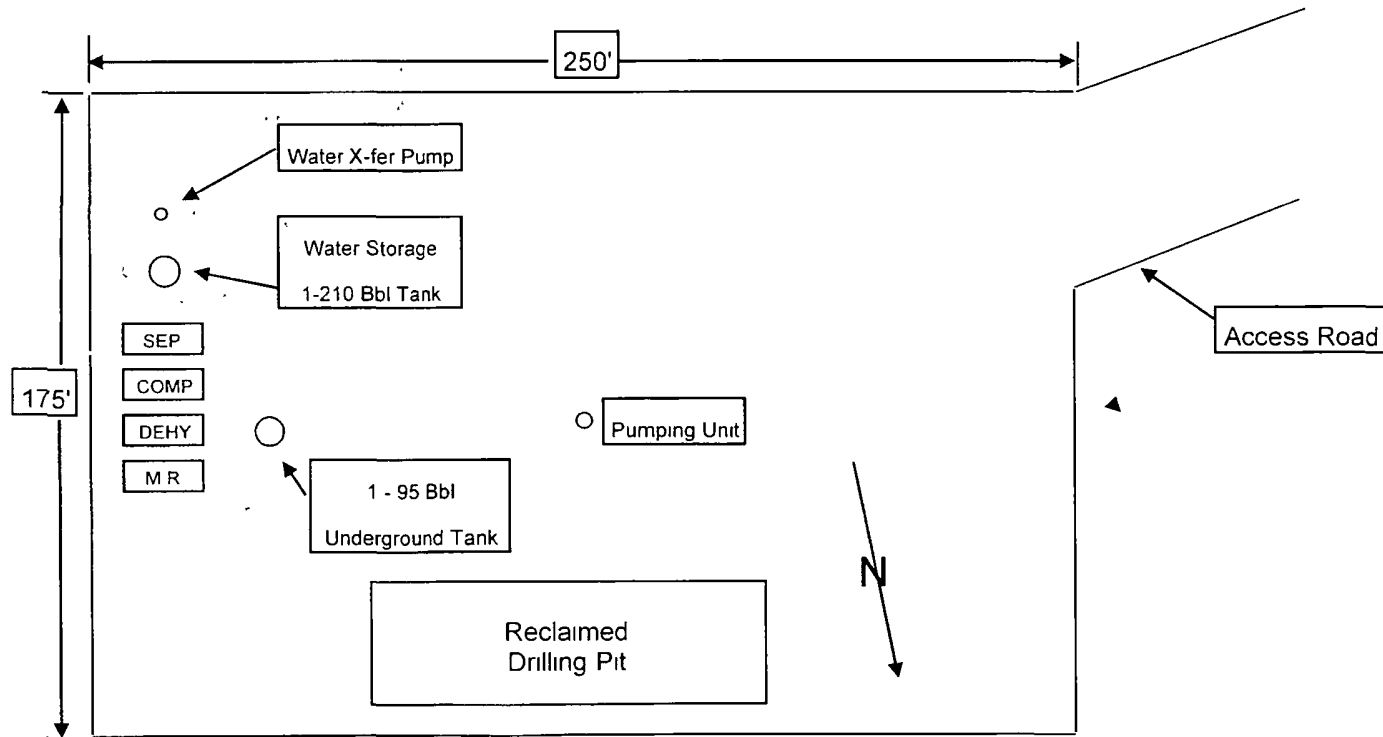 250'
Water X-fer Pump
Water Storage
1-210 Bbl Tank
SEP
Access Road
COMP
175'
DEHY
Pumping Unit
M R
1 - 95 Bbl
Underground Tank
N
Reclaimed
Drilling Pit